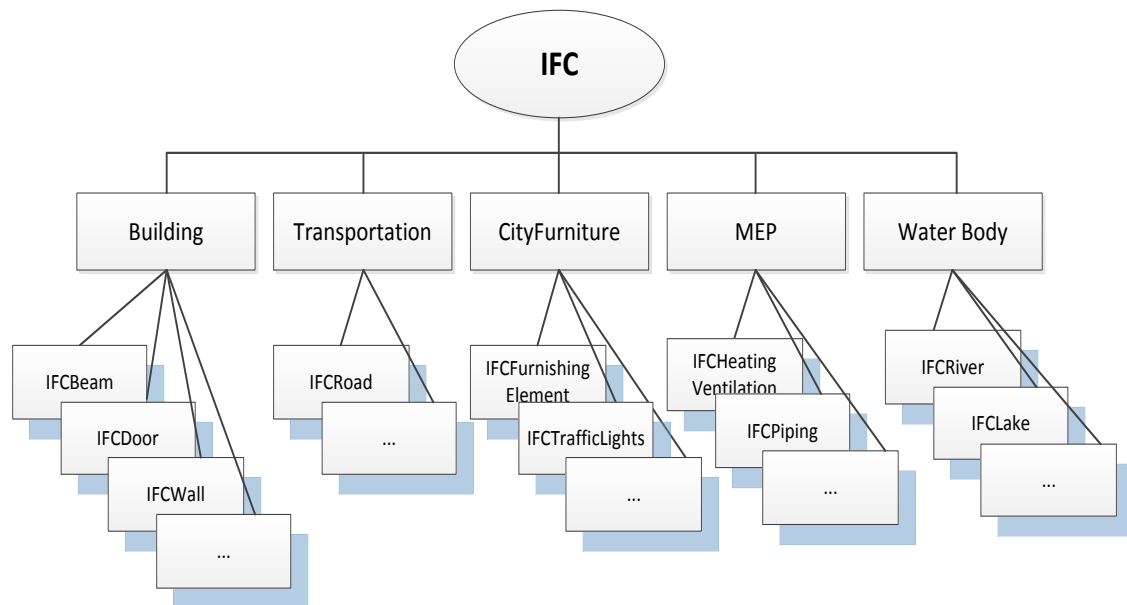 IFC
Building
Transportation
CityFurniture
MEP
Water Body
IFCBeam
IFCDoor
IFCWall
...
IFCRoad
...
IFCFurnishing
Element
IFCTrafficLights
...
IFCHeating
Ventilation
IFCPiping
...
IFCRiver
IFCLake
...